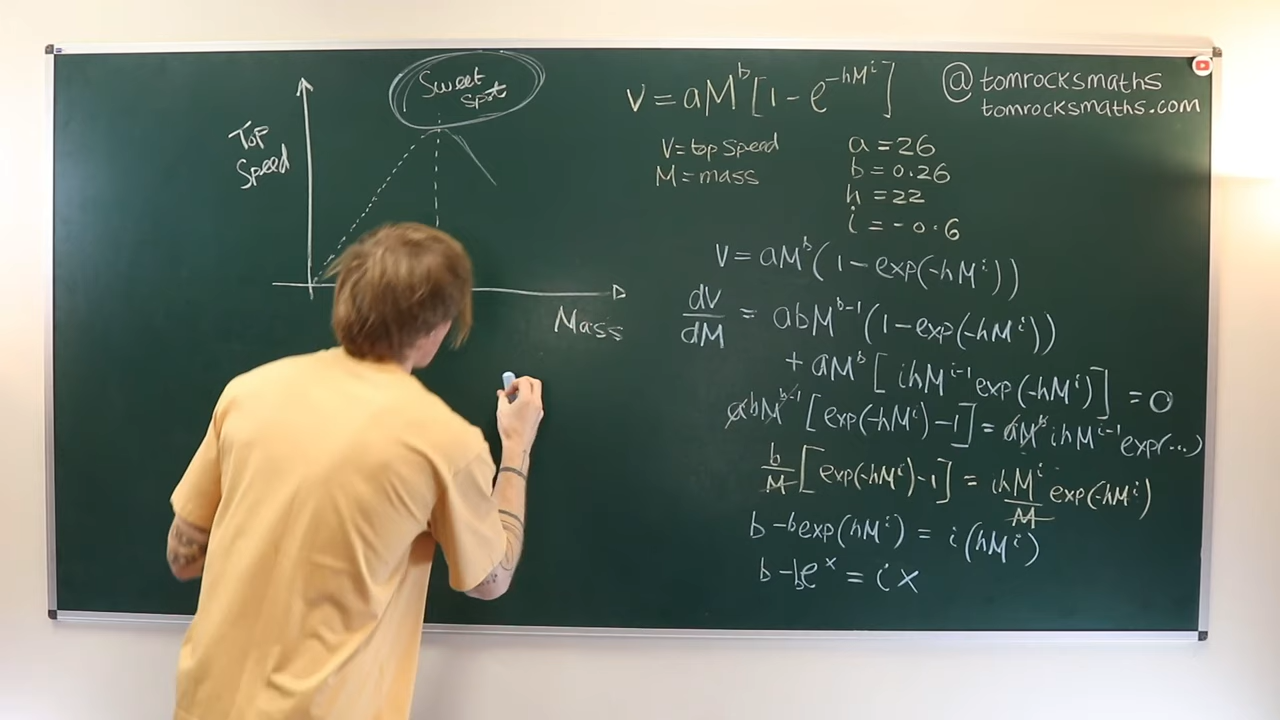 Sweet
spot
Top
Speed
Mass
V = aM^b [1 - e^{-hM^i}]
V = top Speed
M = mass
a = 26
b = 0.26
h = 22
i = -0.6
@ tomrocksmaths
tomrocksmaths.com
V = aM^b (1 - exp(-hM^i))
dV/dM = abM^{b-1} (1 - exp(-hM^i))
+ aM^b [ihM^{i-1} exp(-hM^i)] = 0
abM^{b-1} [exp(-hM^i) - 1] = aM^b ihM^{i-1} exp(...)
b/M [exp(-hM^i) - 1] = ihM^i/M exp(-hM^i)
b - b exp(hM^i) = i(hM^i)
b - be^x = ix